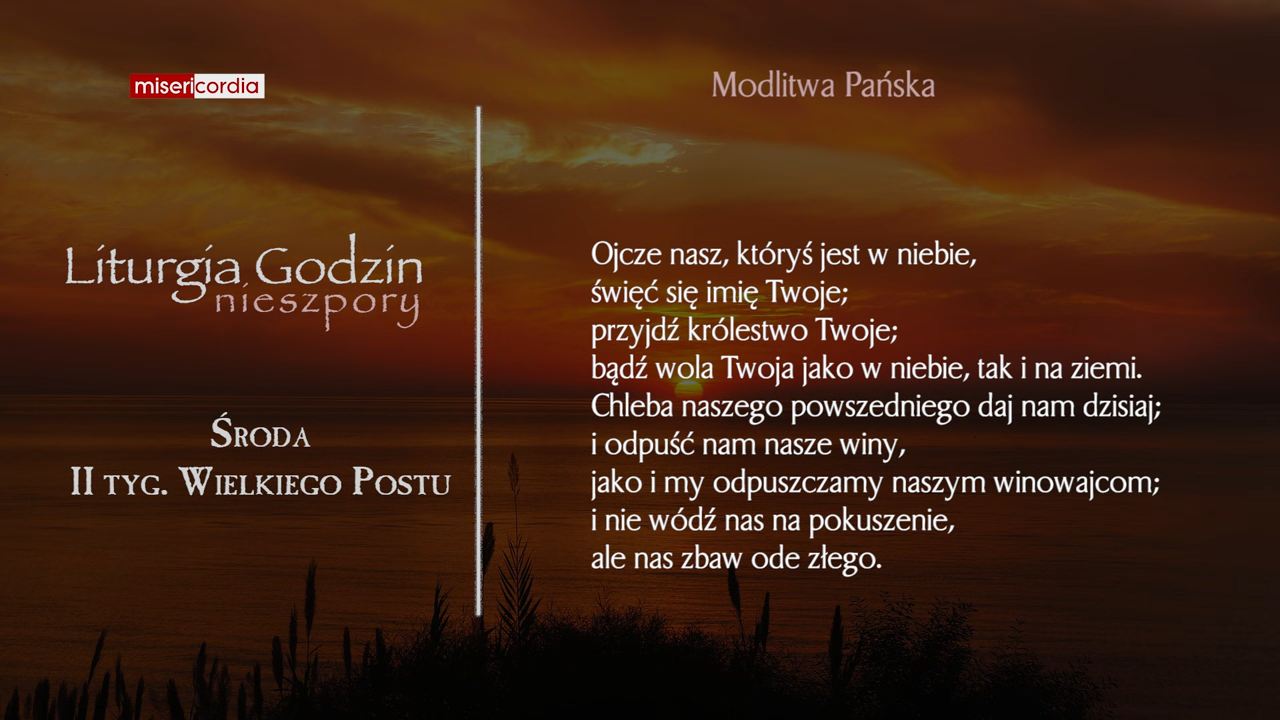 misericordia
Liturgia Godzin
nieszpory
Środa
II tyg. Wielkiego Postu
Modlitwa Pańska
Ojcze nasz, któryś jest w niebie,
święć się imię Twoje;
przyjdź królestwo Twoje;
bądź wola Twoja jako w niebie, tak i na ziemi.
Chleba naszego powszedniego daj nam dzisiaj;
i odpuść nam nasze winy,
jako i my odpuszczamy naszym winowajcom;
i nie wódź nas na pokuszenie,
ale nas zbaw ode złego.